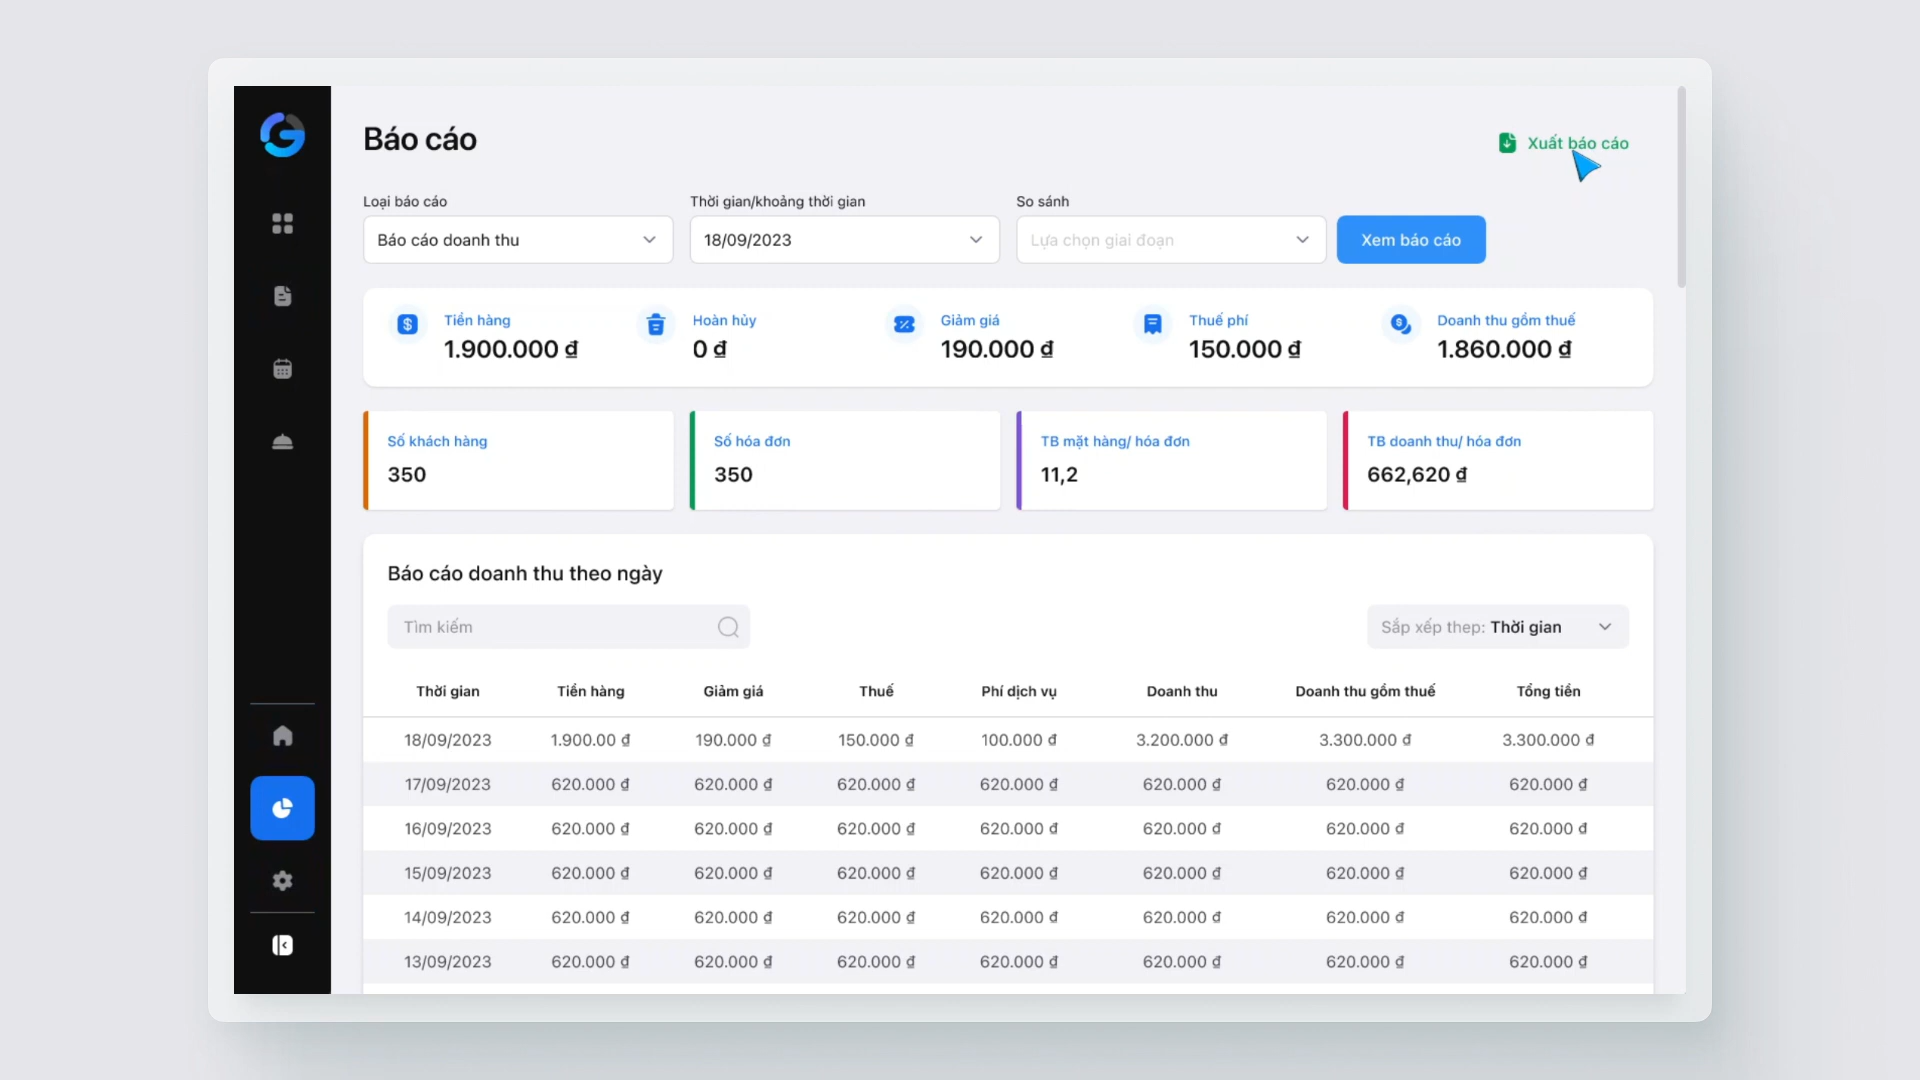 Báo cáo
Xuất báo cáo
Loại báo cáo
Thời gian/khoảng thời gian
So sánh
Báo cáo doanh thu
18/09/2023
Lựa chọn giai đoạn
Xem báo cáo
Tiền hàng
1.900.000 ₫
Hoàn hủy
0 ₫
Giảm giá
190.000 ₫
Thuế phí
150.000 ₫
Doanh thu gồm thuế
1.860.000 ₫
Số khách hàng
350
Số hóa đơn
350
TB mặt hàng/ hóa đơn
11,2
TB doanh thu/ hóa đơn
662,620 ₫
Báo cáo doanh thu theo ngày
Tìm kiếm
Sắp xếp thep: Thời gian
Thời gian Tiền hàng Giảm giá Thuế Phí dịch vụ Doanh thu Doanh thu gồm thuế Tổng tiền
18/09/2023 1.900.00 ₫ 190.000 ₫ 150.000 ₫ 100.000 ₫ 3.200.000 ₫ 3.300.000 ₫ 3.300.000 ₫
17/09/2023 620.000 ₫ 620.000 ₫ 620.000 ₫ 620.000 ₫ 620.000 ₫ 620.000 ₫ 620.000 ₫
16/09/2023 620.000 ₫ 620.000 ₫ 620.000 ₫ 620.000 ₫ 620.000 ₫ 620.000 ₫ 620.000 ₫
15/09/2023 620.000 ₫ 620.000 ₫ 620.000 ₫ 620.000 ₫ 620.000 ₫ 620.000 ₫ 620.000 ₫
14/09/2023 620.000 ₫ 620.000 ₫ 620.000 ₫ 620.000 ₫ 620.000 ₫ 620.000 ₫ 620.000 ₫
13/09/2023 620.000 ₫ 620.000 ₫ 620.000 ₫ 620.000 ₫ 620.000 ₫ 620.000 ₫ 620.000 ₫